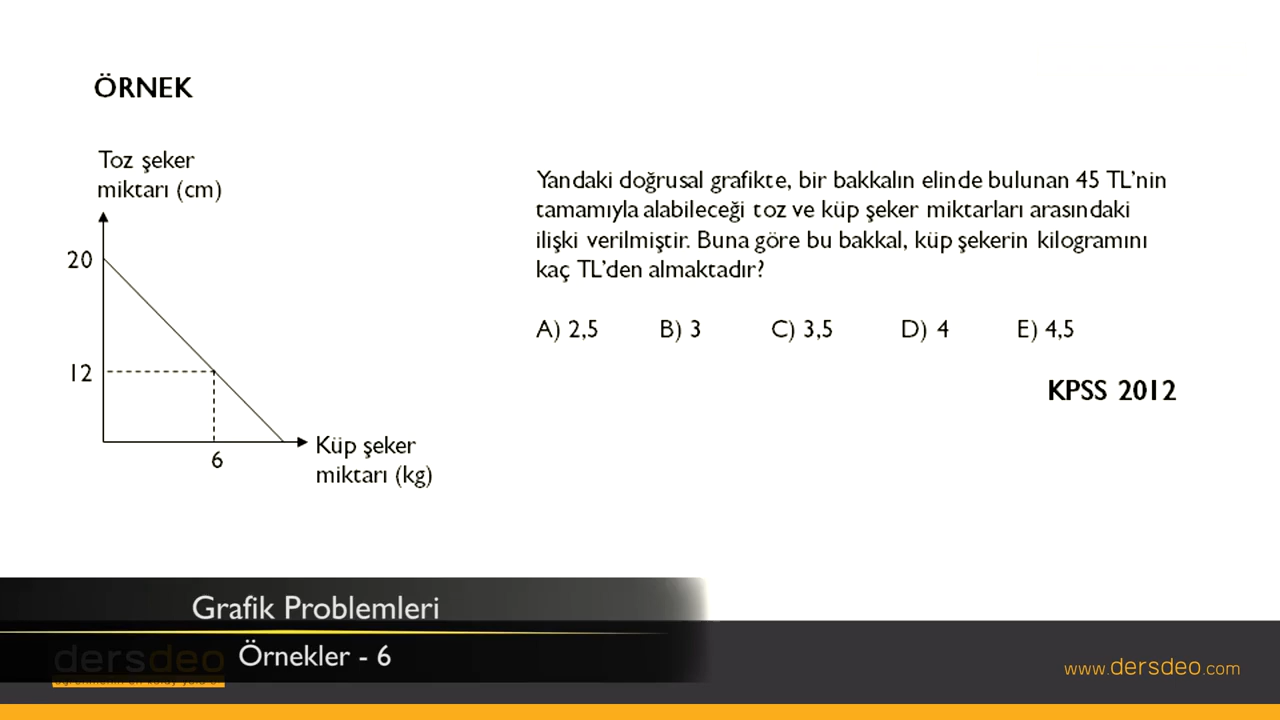 ÖRNEK
Toz şeker
miktarı (cm)
20
12
6
Küp şeker
miktarı (kg)
Yandaki doğrusal grafikte, bir bakkalın elinde bulunan 45 TL'nin
tamamıyla alabileceği toz ve küp şeker miktarları arasındaki
ilişki verilmiştir. Buna göre bu bakkal, küp şekerin kilogramını
kaç TL'den almaktadır?
A) 2,5 B) 3 C) 3,5 D) 4 E) 4,5
KPSS 2012
Grafik Problemleri
Örnekler - 6
dersdeo
www.dersdeo.com